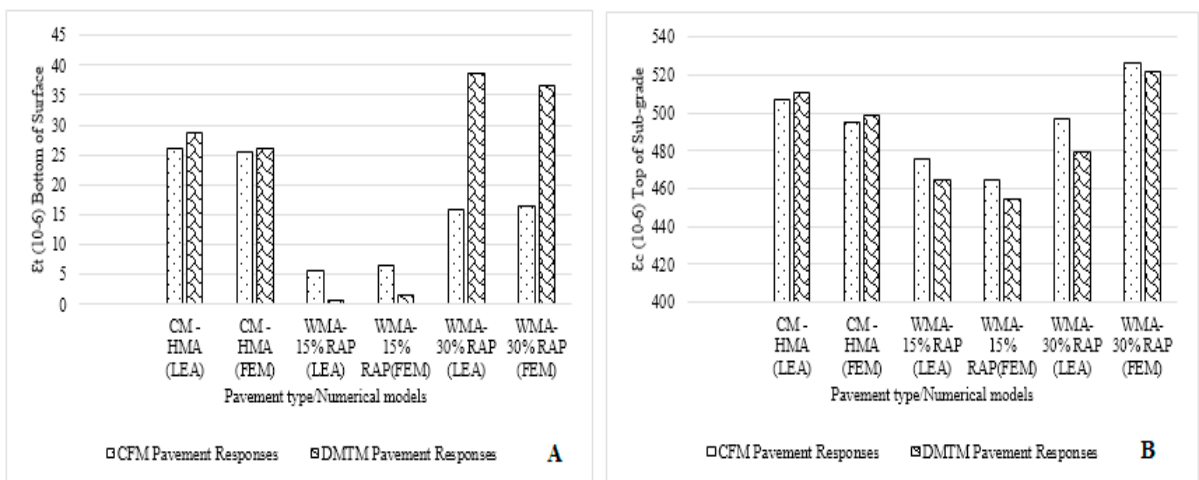 45
40
35
30
25
20
15
10
5
0
Ɛt (10-6) Bottom of Surface
CM -
HMA
(LEA)
CM -
HMA
(FEM)
WMA-
15% RAP
(LEA)
WMA-
15%
RAP(FEM)
WMA-
30% RAP
(LEA)
WMA-
30% RAP
(FEM)
Pavement type/Numerical models
CFM Pavement Responses
DMTM Pavement Responses
A
540
520
500
480
460
440
420
400
Ɛc (10-6) Top of Sub-grade
CM -
HMA
(LEA)
CM -
HMA
(FEM)
WMA-
15% RAP
(LEA)
WMA-
15%
RAP(FEM)
WMA-
30% RAP
(LEA)
WMA-
30% RAP
(FEM)
Pavement type/Numerical models
CFM Pavement Responses
DMTM Pavement Responses
B